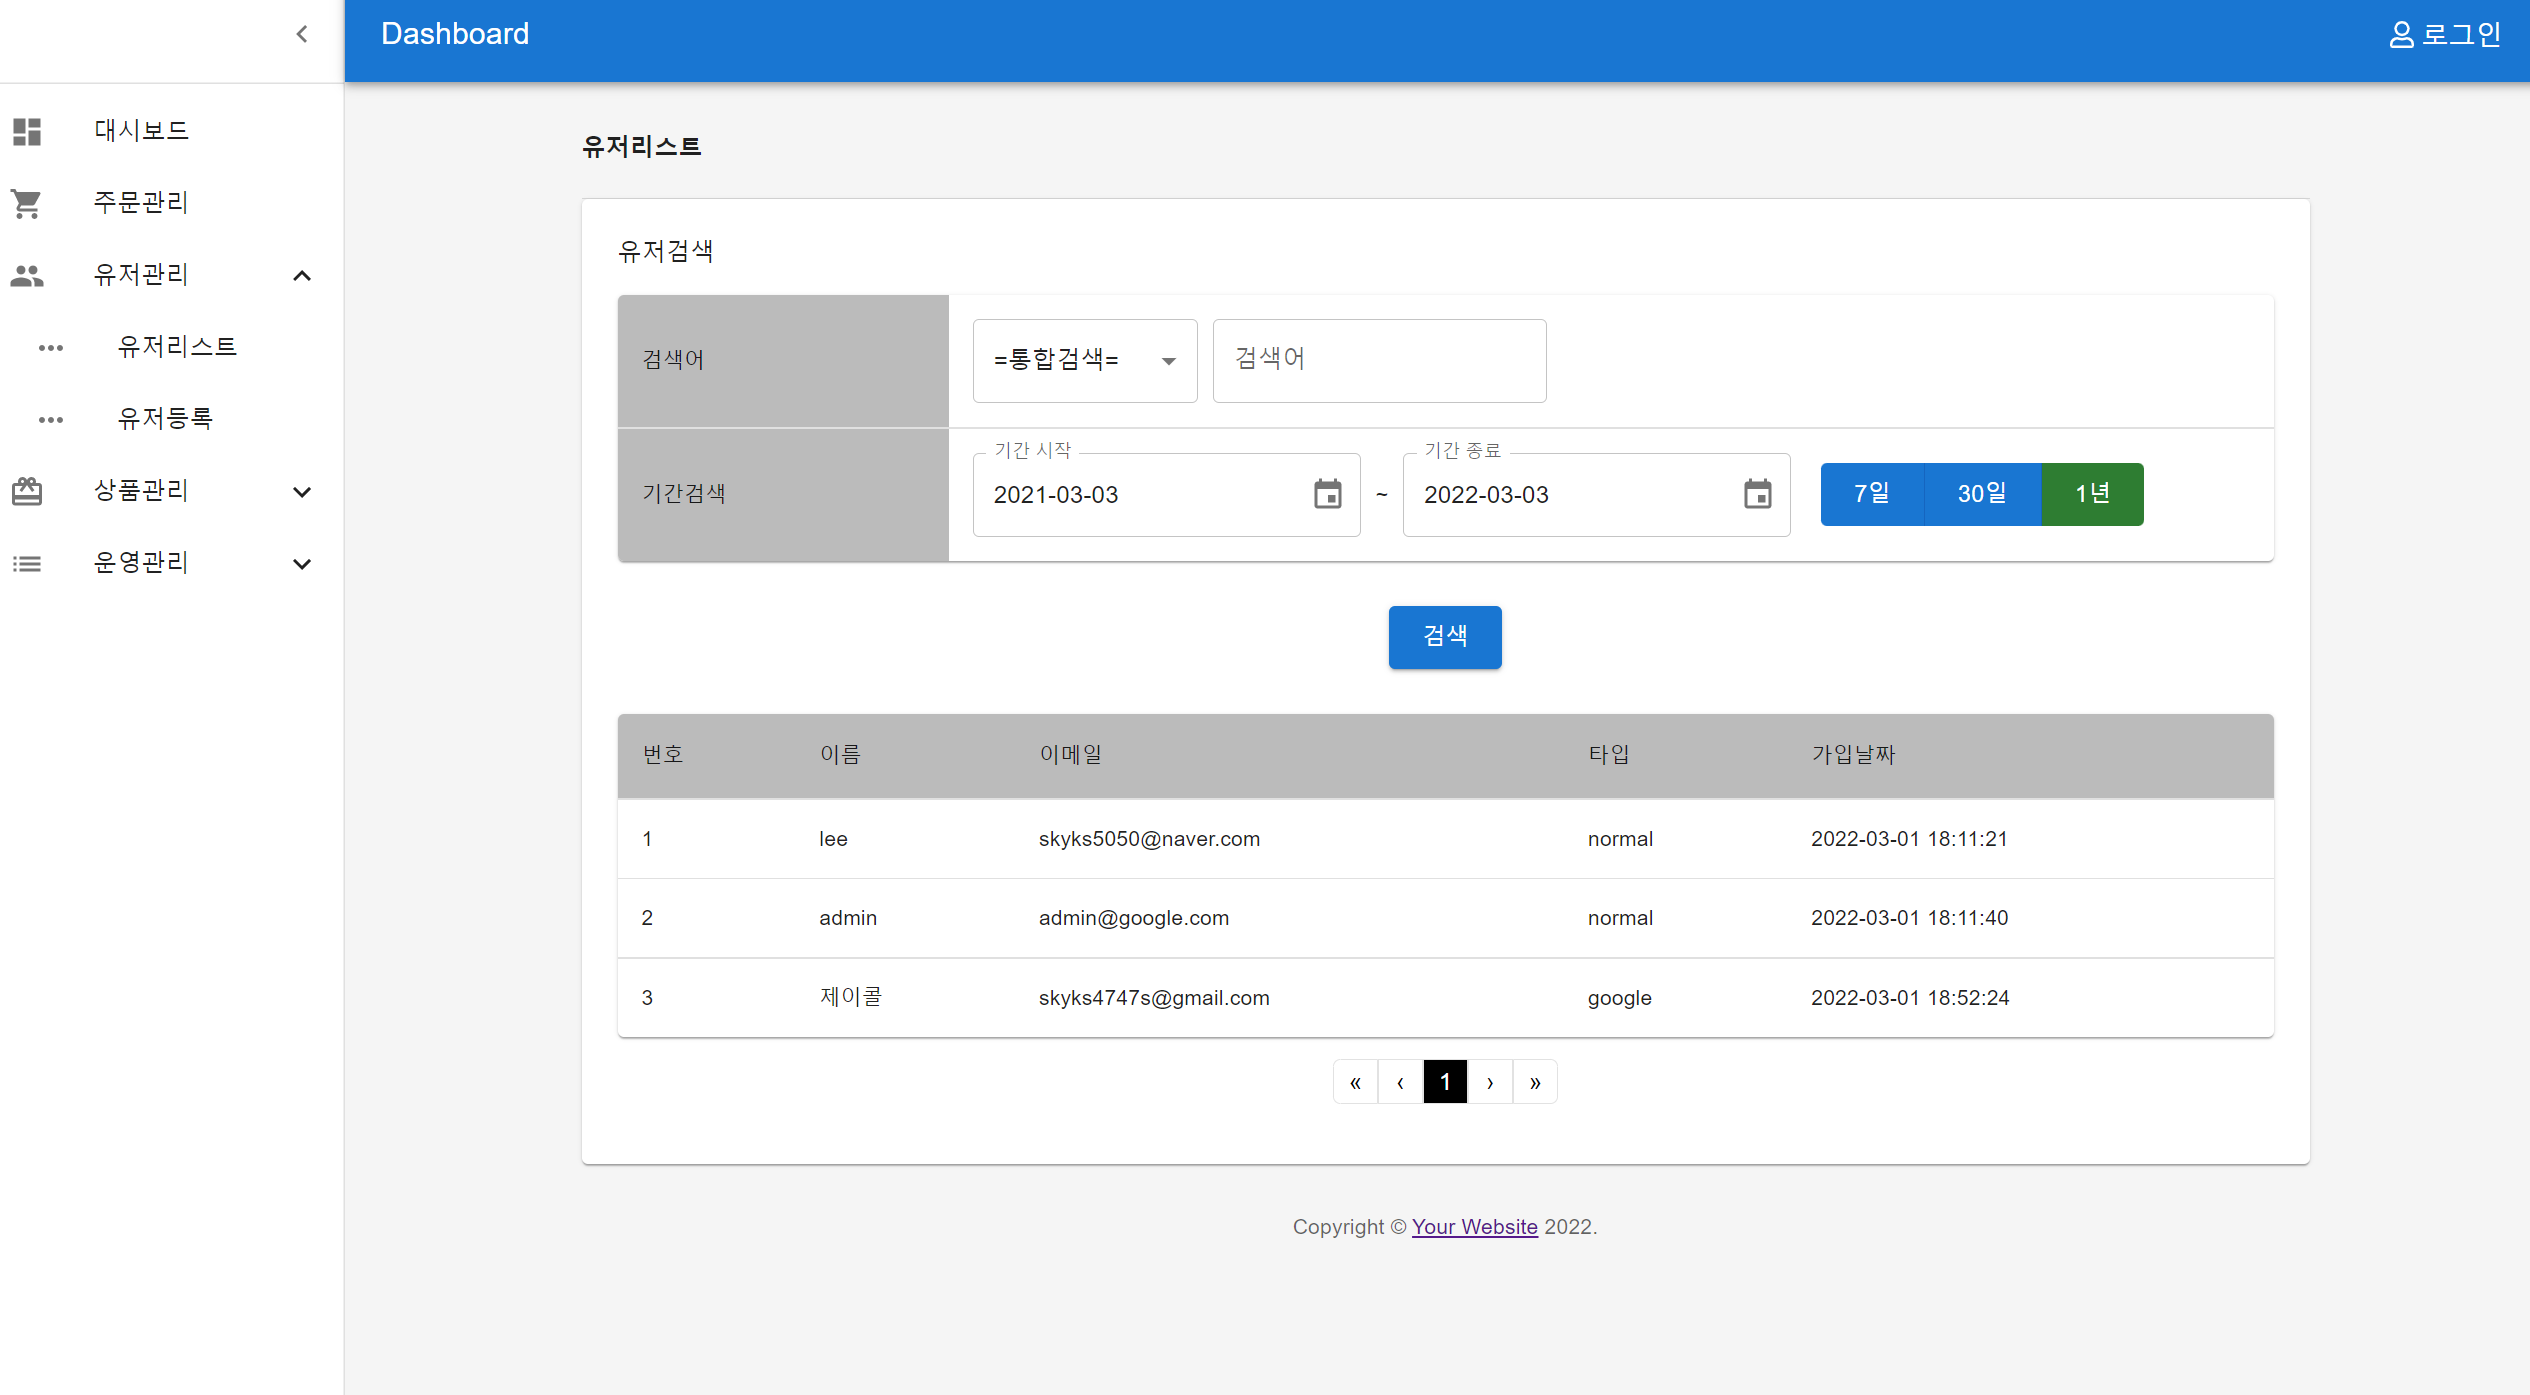 Dashboard
로그인
대시보드
주문관리
유저관리
유저리스트
유저등록
상품관리
운영관리
유저리스트
유저검색
검색어
=통합검색=
검색어
기간검색
기간 시작
2021-03-03
~
기간 종료
2022-03-03
7일
30일
1년
검색
번호 이름 이메일 타입 가입날짜
1 lee skyks5050@naver.com normal 2022-03-01 18:11:21
2 admin admin@google.com normal 2022-03-01 18:11:40
3 제이콜 skyks4747s@gmail.com google 2022-03-01 18:52:24
« ‹ 1 › »
Copyright © Your Website 2022.